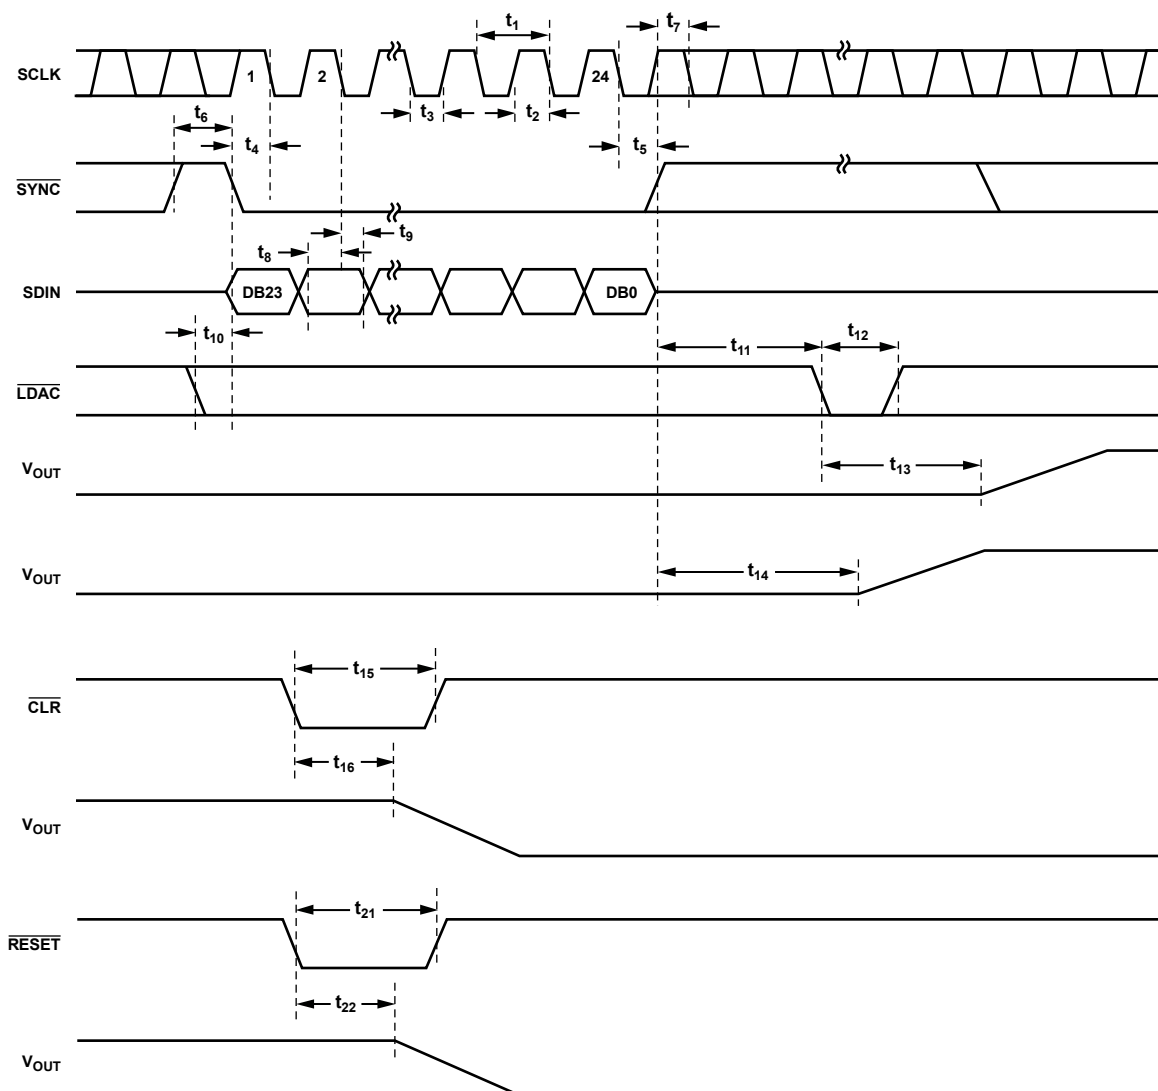 t1
t7
SCLK
1
2
24
t6
t3
t2
t4
t5
SYNC
t9
t8
SDIN
DB23
DB0
t10
t11
t12
LDAC
VOUT
t13
VOUT
t14
t15
CLR
t16
VOUT
t21
RESET
t22
VOUT